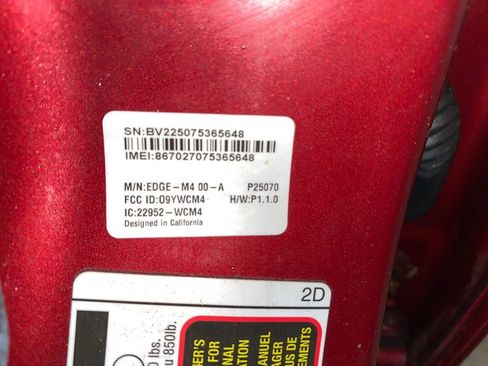 SN:BV225075365648
IMEI:867027075365648
M/N:EDGE-M4 00-A P25070
FCC ID:O9YWCM4 H/W:P1.1.0
IC:22952-WCM4
Designed in California
2D
lbs.
850lb.
FOR
MANUEL